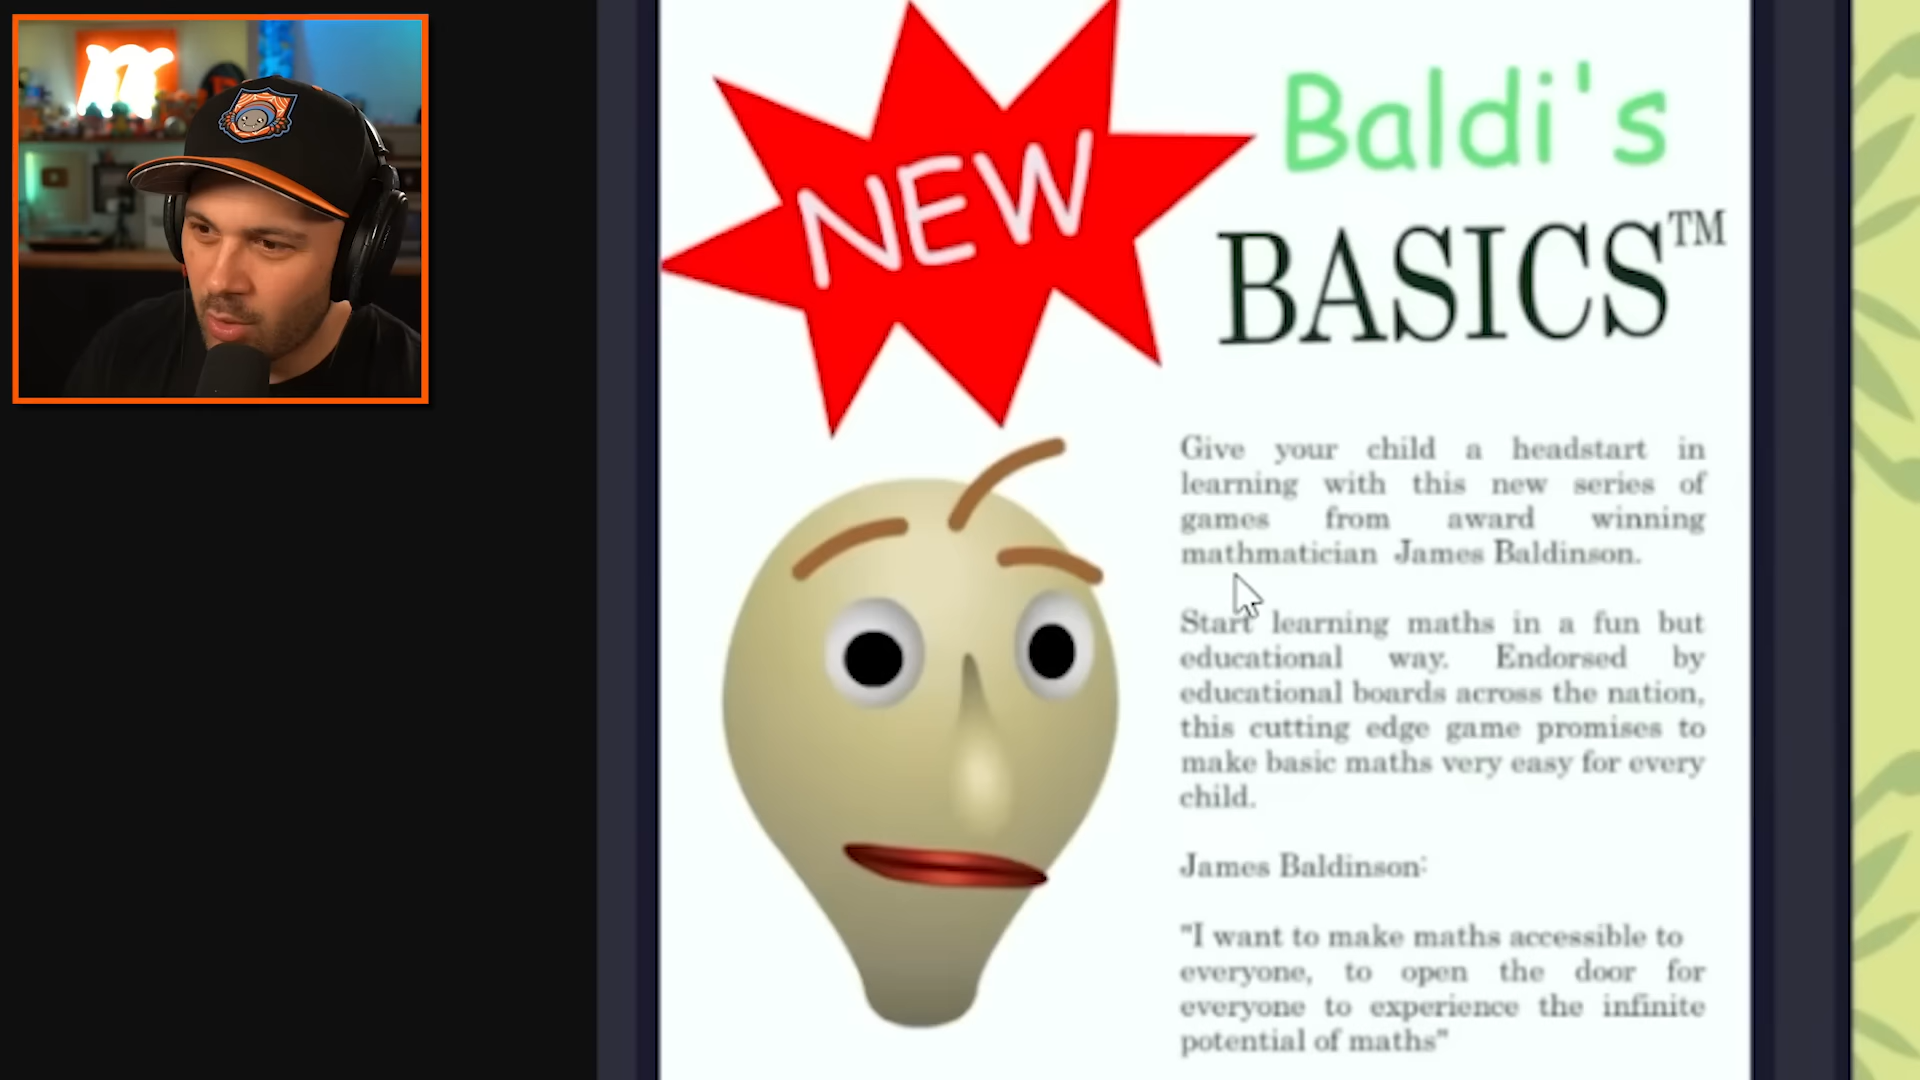 NEW
Baldi's
BASICS™
Give your child a headstart in
learning with this new series of
games from award winning
mathmatician James Baldinson.
Start learning maths in a fun but
educational way. Endorsed by
educational boards across the nation,
this cutting edge game promises to
make basic maths very easy for every
child.
James Baldinson:
"I want to make maths accessible to
everyone, to open the door for
everyone to experience the infinite
potential of maths"